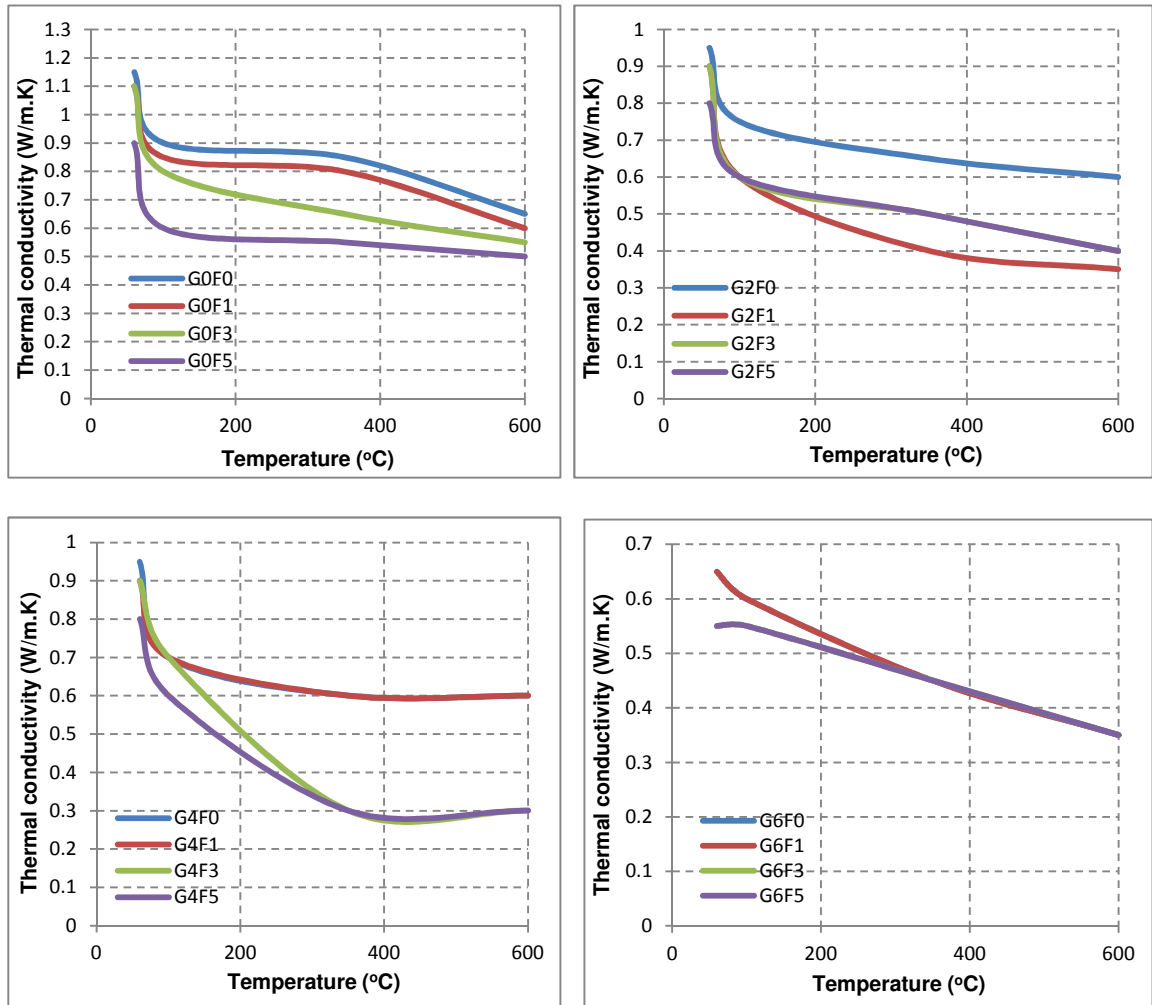 Thermal conductivity (W/m.K)
1.3
1.2
1.1
1
0.9
0.8
0.7
0.6
0.5
0.4
0.3
0.2
0.1
0
G0F0
G0F1
G0F3
G0F5
0 200 400 600
Temperature (oC)
Thermal conductivity (W/m.K)
1
0.9
0.8
0.7
0.6
0.5
0.4
0.3
0.2
0.1
0
G2F0
G2F1
G2F3
G2F5
0 200 400 600
Temperature (oC)
Thermal conductivity (W/m.K)
1
0.9
0.8
0.7
0.6
0.5
0.4
0.3
0.2
0.1
0
G4F0
G4F1
G4F3
G4F5
0 200 400 600
Temperature (oC)
Thermal conductivity (W/m.K)
0.7
0.6
0.5
0.4
0.3
0.2
0.1
0
G6F0
G6F1
G6F3
G6F5
0 200 400 600
Temperature (oC)